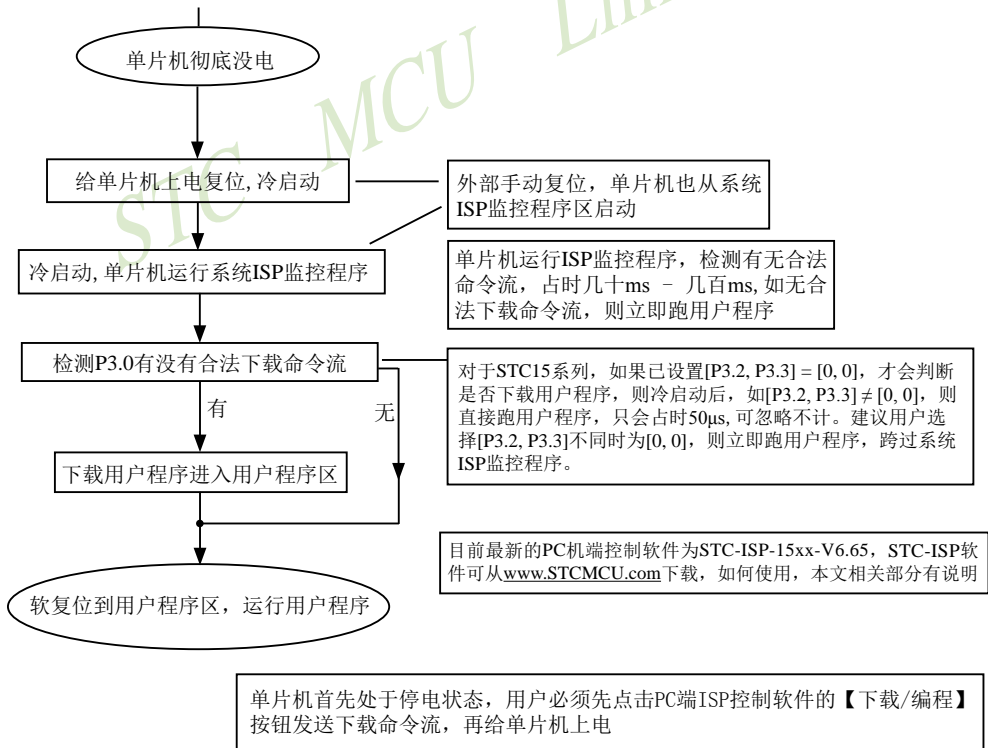 STC MCU
单片机彻底没电
给单片机上电复位,冷启动
外部手动复位，单片机也从系统
ISP监控程序区启动
冷启动,单片机运行系统ISP监控程序
单片机运行ISP监控程序，检测有无合法
命令流，占时几十ms － 几百ms,如无合
法下载命令流，则立即跑用户程序
检测P3.0有没有合法下载命令流
对于STC15系列，如果已设置[P3.2, P3.3] = [0, 0]，才会判断
是否下载用户程序，则冷启动后，如[P3.2, P3.3] ≠ [0, 0]，则
直接跑用户程序，只会占时50μs,可忽略不计。建议用户选
择[P3.2, P3.3]不同时为[0, 0]，则立即跑用户程序，跨过系统
ISP监控程序。
有
无
下载用户程序进入用户程序区
目前最新的PC机端控制软件为STC-ISP-15xx-V6.65，STC-ISP软
件可从www.STCMCU.com下载，如何使用，本文相关部分有说明
软复位到用户程序区，运行用户程序
单片机首先处于停电状态，用户必须先点击PC端ISP控制软件的【下载/编程】
按钮发送下载命令流，再给单片机上电